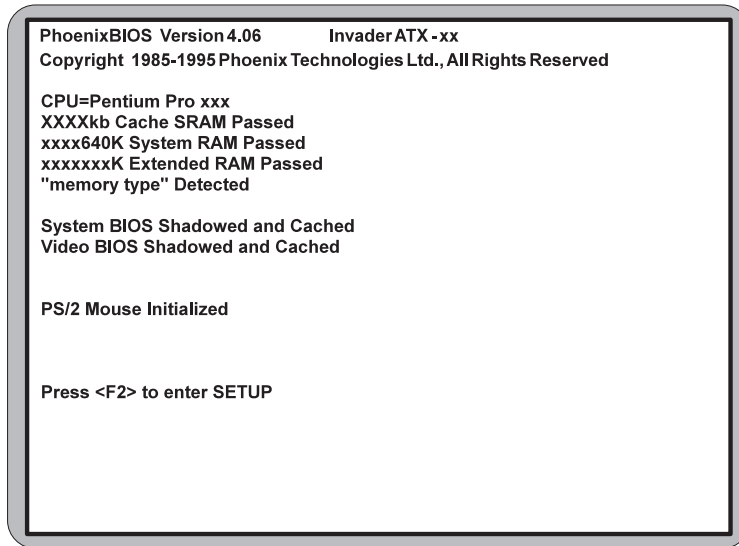 PhoenixBIOS Version 4.06 Invader ATX - xx
Copyright 1985-1995 Phoenix Technologies Ltd., All Rights Reserved
CPU=Pentium Pro xxx
XXXXkb Cache SRAM Passed
xxxx640K System RAM Passed
xxxxxxxK Extended RAM Passed
"memory type" Detected
System BIOS Shadowed and Cached
Video BIOS Shadowed and Cached
PS/2 Mouse Initialized
Press <F2> to enter SETUP